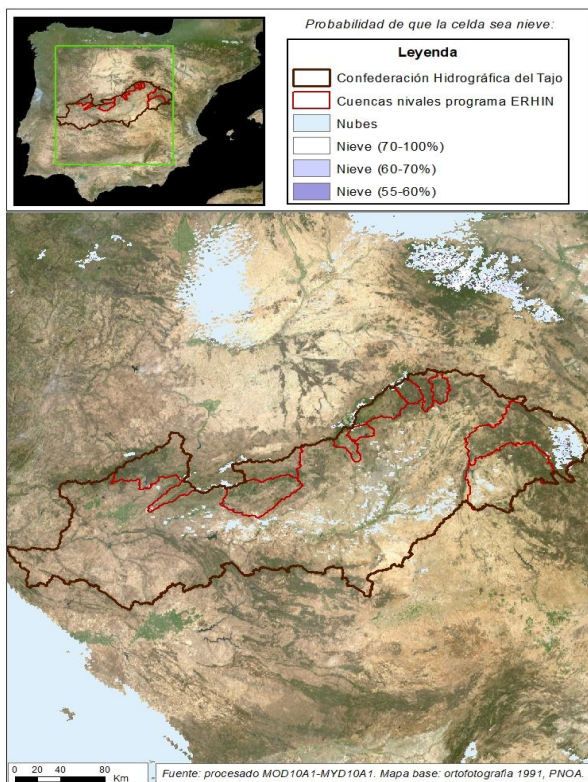 Probabilidad de que la celda sea nieve:
Leyenda
Confederación Hidrográfica del Tajo
Cuencas nivales programa ERHIN
Nubes
Nieve (70-100%)
Nieve (60-70%)
Nieve (55-60%)
0 20 40 80
Km
Fuente: procesado MOD10A1-MYD10A1. Mapa base: ortofotografia 1991, PNOA